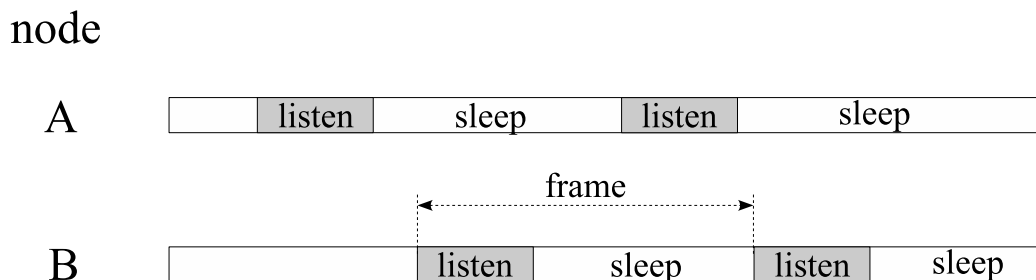 node
A listen sleep listen sleep
frame
B listen sleep listen sleep